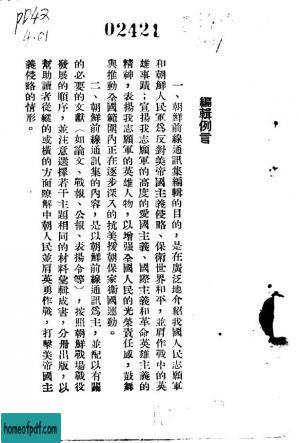 PD42
4.01
02421
編輯例言
一、朝鮮前線通訊集編輯的目的，是在廣泛地介紹我國人民志願軍
和朝鮮人民軍爲反對美帝國主義侵略、保衛世界和平，並肩作戰中的英
雄事蹟；宣揚我志願軍的高度的愛國主義、國際主義和革命英雄主義的
精神，表揚我志願軍的英雄人物，以增强全國人民的光榮責任感，鼓舞
與推動全國範圍內正在逐步深入的抗美援朝保家衛國運動。
二、朝鮮前線通訊集的內容，是以朝鮮前線通訊爲主，並配以有關
的必要的文獻（如論文、戰報、公報、表揚令等），按照朝鮮戰場戰役
發展的順序，並注意選擇若干主題相同的材料彙輯成書，分册出版，以
幫助讀者從縱的或橫的方面瞭解中朝人民並肩英勇作戰，打擊美帝國主
義侵略的情形。
homeofpdf.com
homeofpdf.com